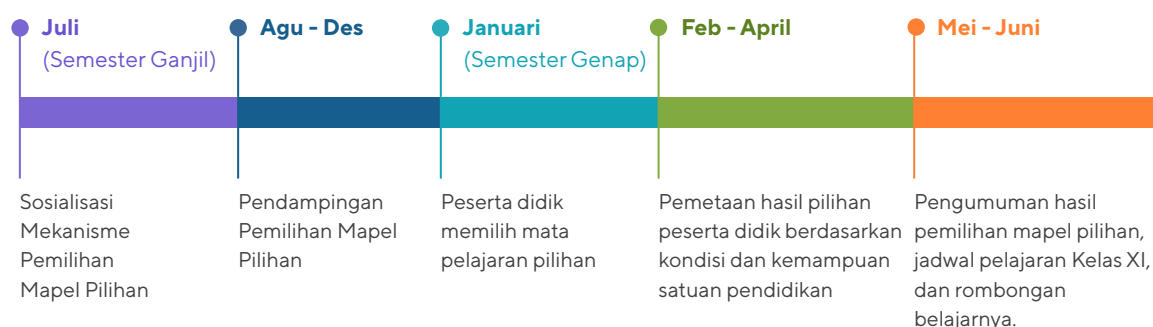 Juli
(Semester Ganjil)
Agu - Des
Januari
(Semester Genap)
Feb - April
Mei - Juni
Sosialisasi
Mekanisme
Pemilihan
Mapel Pilihan
Pendampingan
Pemilihan Mapel
Pilihan
Peserta didik
memilih mata
pelajaran pilihan
Pemetaan hasil pilihan
peserta didik berdasarkan
kondisi dan kemampuan
satuan pendidikan
Pengumuman hasil
pemilihan mapel pilihan,
jadwal pelajaran Kelas XI,
dan rombongan
belajarnya.